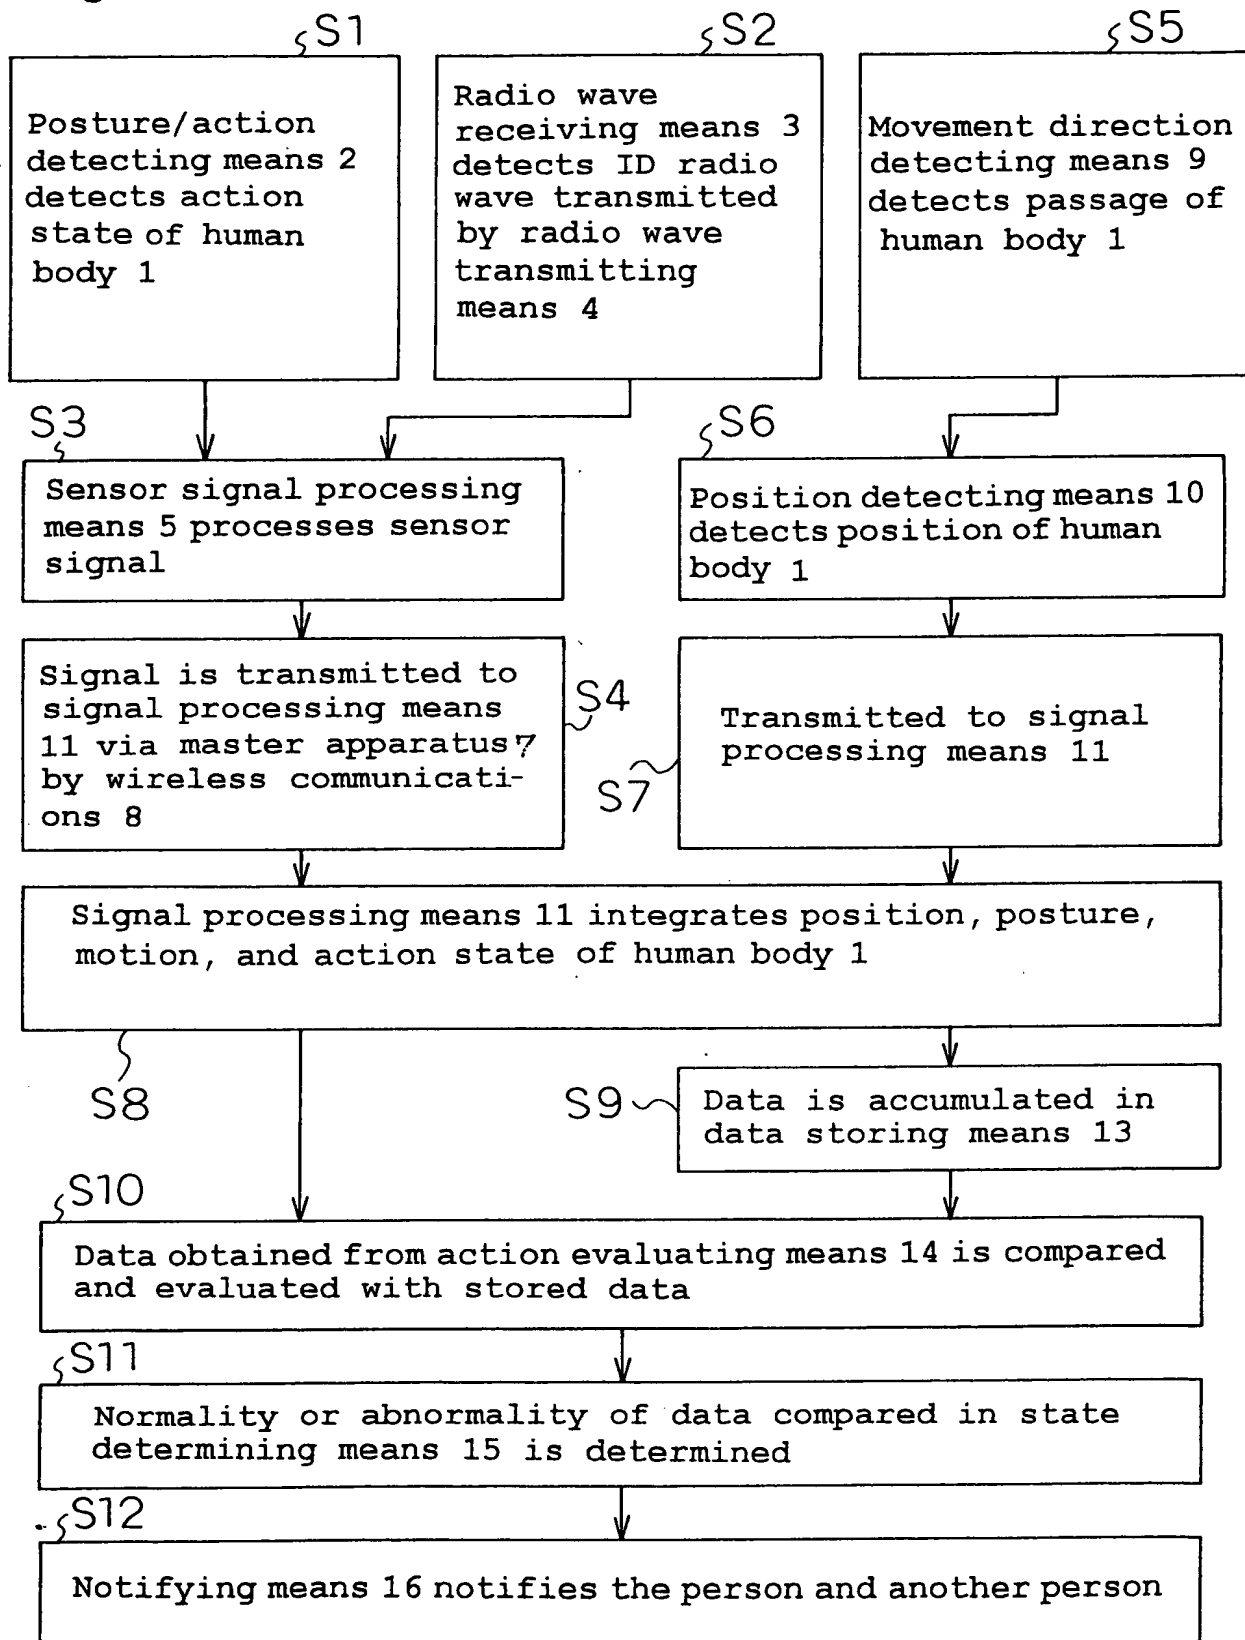 S1
Posture/action
detecting means 2
detects action
state of human
body 1
S2
Radio wave
receiving means 3
detects ID radio
wave transmitted
by radio wave
transmitting
means 4
S5
Movement direction
detecting means 9
detects passage of
human body 1
S3
Sensor signal processing
means 5 processes sensor
signal
S6
Position detecting means 10
detects position of human
body 1
Signal is transmitted to
signal processing means
11 via master apparatus 7
by wireless communicati-
ons 8
S4
Transmitted to signal
processing means 11
S7
Signal processing means 11 integrates position, posture,
motion, and action state of human body 1
S8
S9
Data is accumulated in
data storing means 13
S10
Data obtained from action evaluating means 14 is compared
and evaluated with stored data
S11
Normality or abnormality of data compared in state
determining means 15 is determined
S12
Notifying means 16 notifies the person and another person